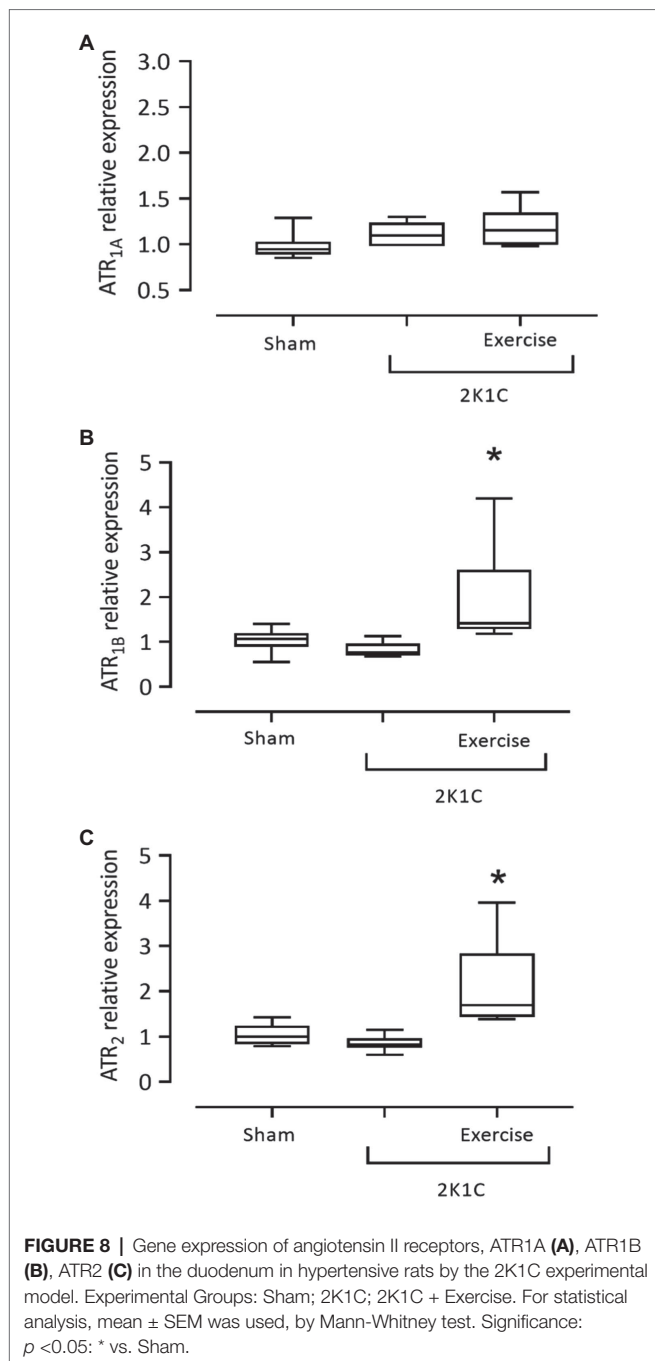 A
ATR1A relative expression
3.0
2.5
2.0
1.5
1.0
0.5
Sham
Exercise
2K1C
B
*
ATR1B relative expression
5
4
3
2
1
0
Sham
Exercise
2K1C
C
*
ATR2 relative expression
5
4
3
2
1
0
Sham
Exercise
2K1C
FIGURE 8 | Gene expression of angiotensin II receptors, ATR1A (A), ATR1B
(B), ATR2 (C) in the duodenum in hypertensive rats by the 2K1C experimental
model. Experimental Groups: Sham; 2K1C; 2K1C + Exercise. For statistical
analysis, mean ± SEM was used, by Mann-Whitney test. Significance:
p <0.05: * vs. Sham.